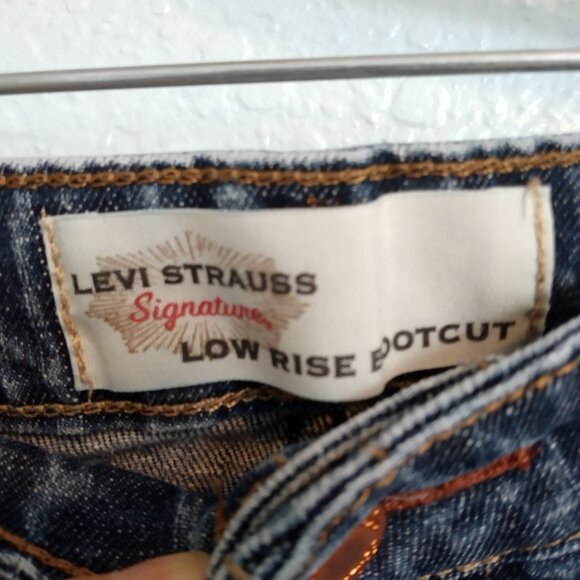 LEVI STRAUSS
Signature
LOW RISE BOOTCUT